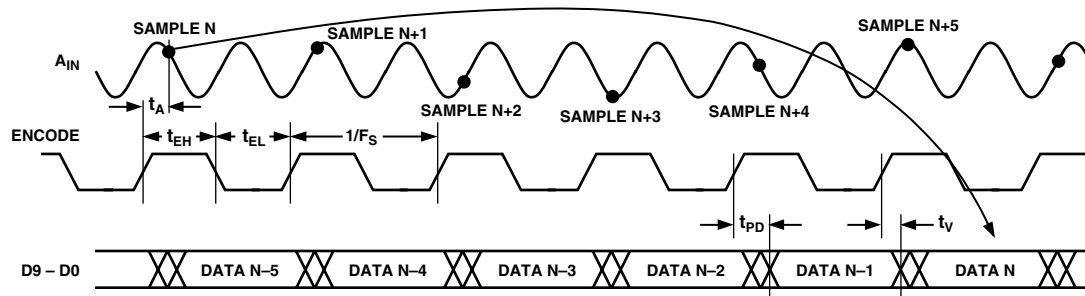 SAMPLE N
SAMPLE N+1
SAMPLE N+5
AIN
tA
SAMPLE N+2
SAMPLE N+3
SAMPLE N+4
ENCODE
tEH
tEL
1/FS
tPD
tV
D9 – D0
DATA N–5
DATA N–4
DATA N–3
DATA N–2
DATA N–1
DATA N